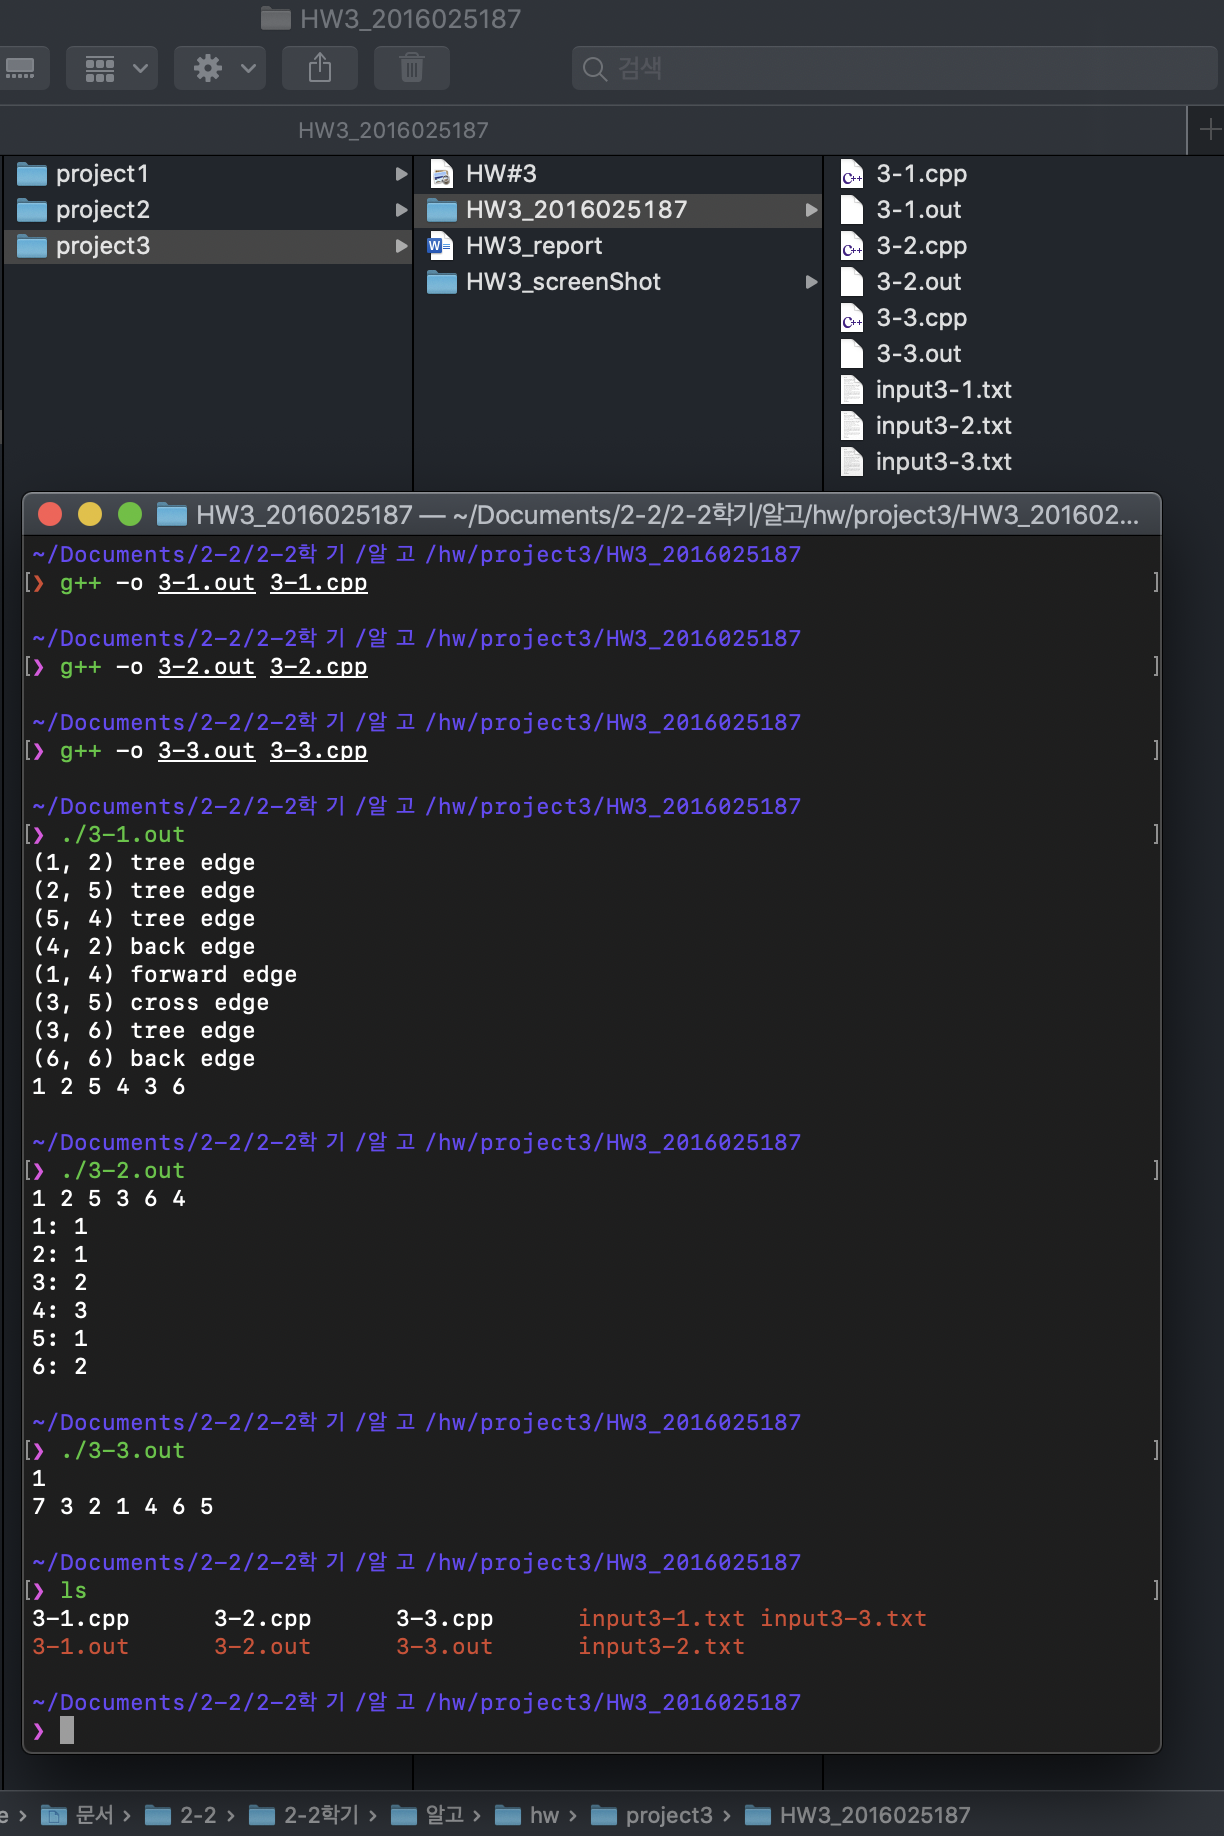 HW3_2016025187
검색
HW3_2016025187
project1
project2
project3
HW#3
HW3_2016025187
HW3_report
HW3_screenShot
3-1.cpp
3-1.out
3-2.cpp
3-2.out
3-3.cpp
3-3.out
input3-1.txt
input3-2.txt
input3-3.txt
HW3_2016025187 — ~/Documents/2-2/2-2학기/알고/hw/project3/HW3_201602...
~/Documents/2-2/2-2학 기 /알 고 /hw/project3/HW3_2016025187
[❯ g++ -o 3-1.out 3-1.cpp ]
~/Documents/2-2/2-2학 기 /알 고 /hw/project3/HW3_2016025187
[❯ g++ -o 3-2.out 3-2.cpp ]
~/Documents/2-2/2-2학 기 /알 고 /hw/project3/HW3_2016025187
[❯ g++ -o 3-3.out 3-3.cpp ]
~/Documents/2-2/2-2학 기 /알 고 /hw/project3/HW3_2016025187
[❯ ./3-1.out ]
(1, 2) tree edge
(2, 5) tree edge
(5, 4) tree edge
(4, 2) back edge
(1, 4) forward edge
(3, 5) cross edge
(3, 6) tree edge
(6, 6) back edge
1 2 5 4 3 6
~/Documents/2-2/2-2학 기 /알 고 /hw/project3/HW3_2016025187
[❯ ./3-2.out ]
1 2 5 3 6 4
1: 1
2: 1
3: 2
4: 3
5: 1
6: 2
~/Documents/2-2/2-2학 기 /알 고 /hw/project3/HW3_2016025187
[❯ ./3-3.out ]
1
7 3 2 1 4 6 5
~/Documents/2-2/2-2학 기 /알 고 /hw/project3/HW3_2016025187
[❯ ls ]
3-1.cpp 3-2.cpp 3-3.cpp input3-1.txt input3-3.txt
3-1.out 3-2.out 3-3.out input3-2.txt
~/Documents/2-2/2-2학 기 /알 고 /hw/project3/HW3_2016025187
❯
e › 문서 › 2-2 › 2-2학기 › 알고 › hw › project3 › HW3_2016025187